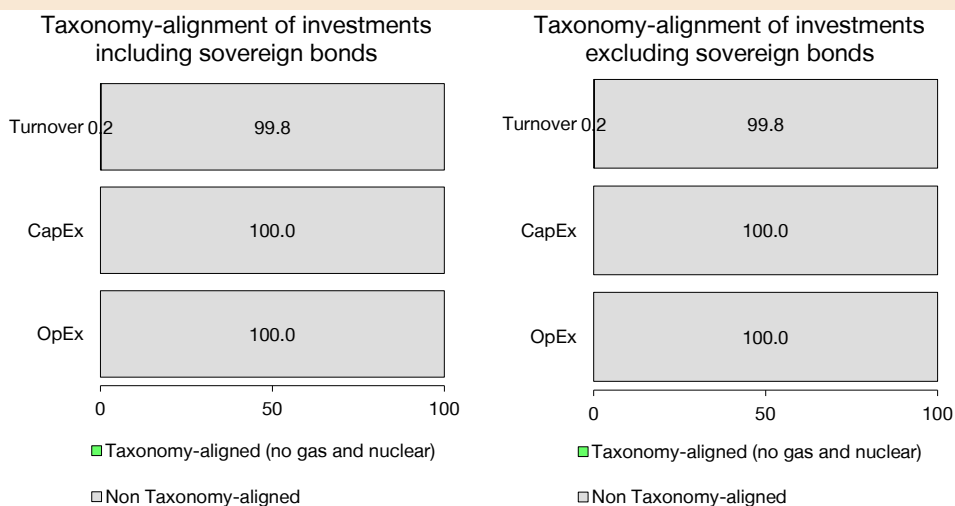 Taxonomy-alignment of investments
including sovereign bonds
Turnover 0.2 99.8
CapEx 100.0
OpEx 100.0
0 50 100
Taxonomy-aligned (no gas and nuclear)
Non Taxonomy-aligned
Taxonomy-alignment of investments
excluding sovereign bonds
Turnover 0.2 99.8
CapEx 100.0
OpEx 100.0
0 50 100
Taxonomy-aligned (no gas and nuclear)
Non Taxonomy-aligned